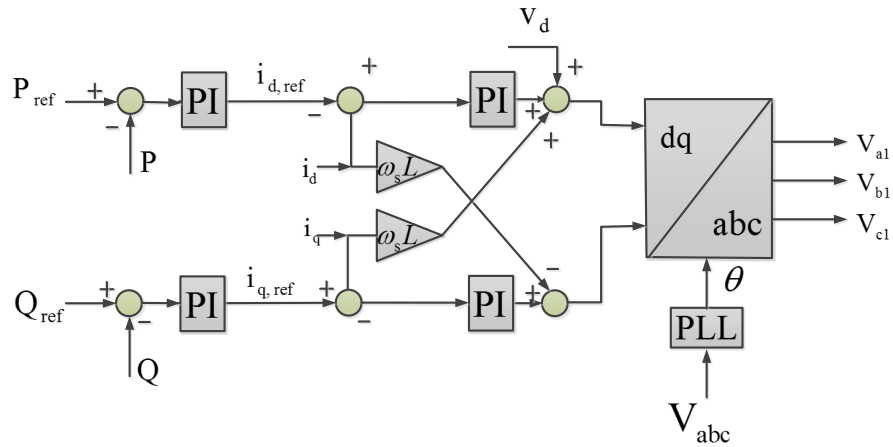 V_d
+
P_ref + PI i_d,ref + PI + V_a1
− − +
P i_d ω_s L dq V_b1
i_q ω_s L abc V_c1
θ
Q_ref + PI i_q,ref + PI + −
− −
Q PLL
V_abc